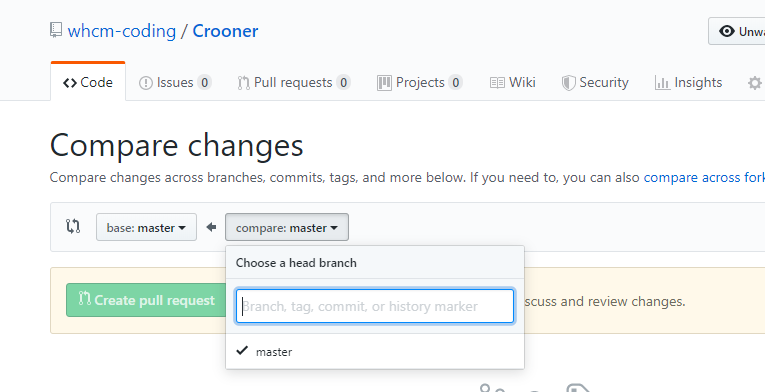 whcm-coding / Crooner
Unwa
Code Issues 0 Pull requests 0 Projects 0 Wiki Security Insights
Compare changes
Compare changes across branches, commits, tags, and more below. If you need to, you can also compare across fork
base: master compare: master
Choose a head branch
Create pull request
Branch, tag, commit, or history marker
scuss and review changes.
master